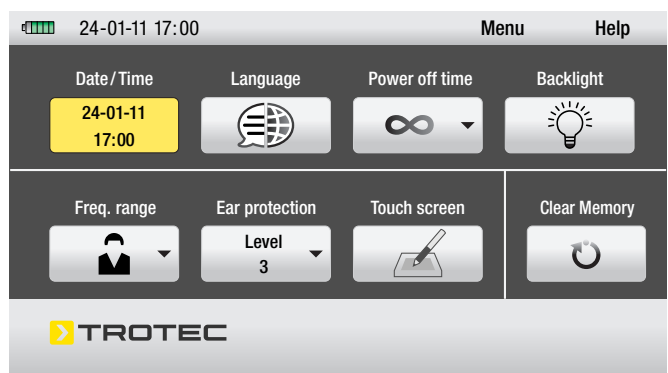 24-01-11 17:00 Menu Help
Date/Time Language Power off time Backlight
24-01-11
17:00
Freq. range Ear protection Touch screen Clear Memory
Level
3
TROTEC